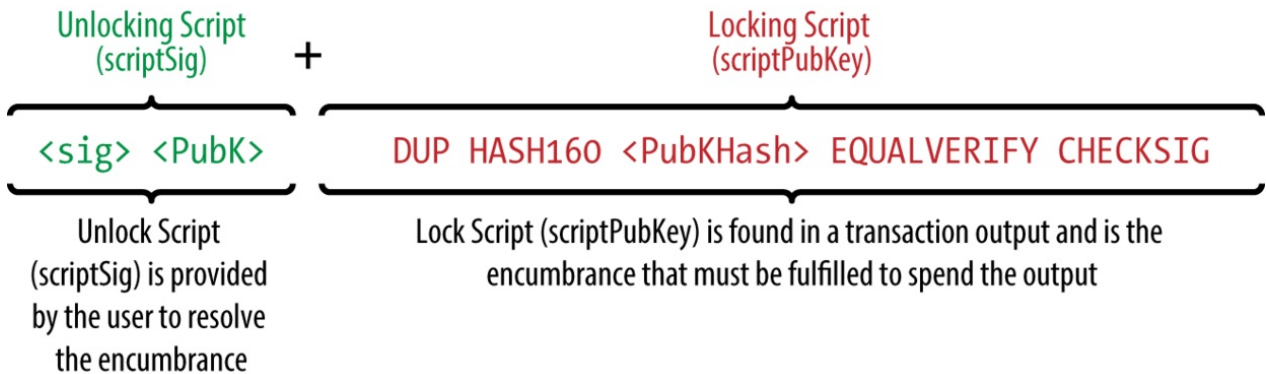 Unlocking Script
(scriptSig)
+
Locking Script
(scriptPubKey)
<sig> <PubK>
DUP HASH160 <PubKHash> EQUALVERIFY CHECKSIG
Unlock Script
(scriptSig) is provided
by the user to resolve
the encumbrance
Lock Script (scriptPubKey) is found in a transaction output and is the
encumbrance that must be fulfilled to spend the output